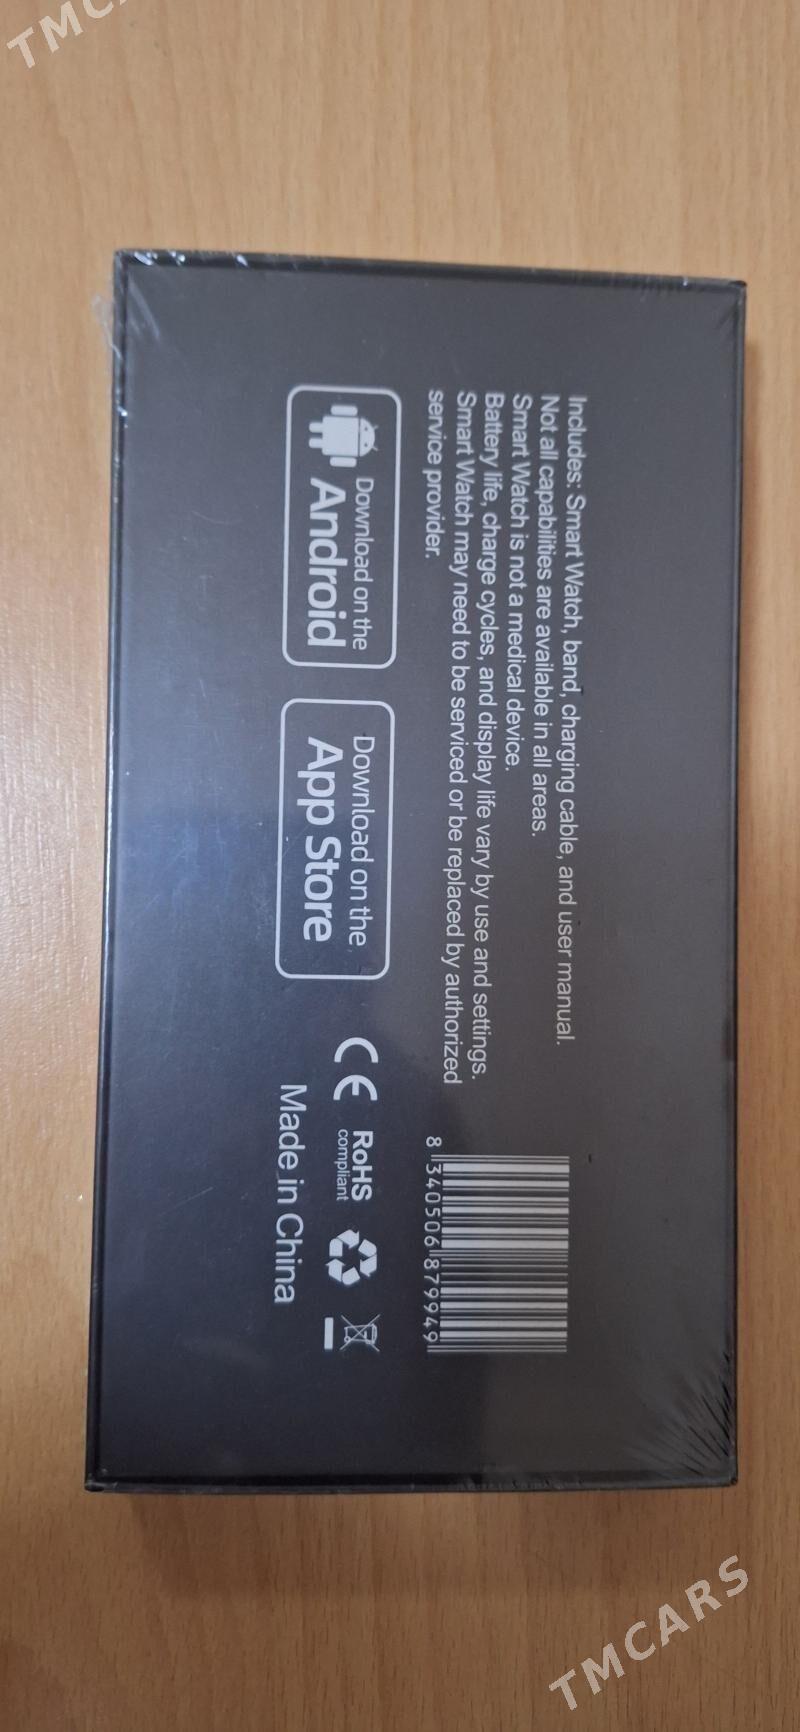 Includes: Smart Watch, band, charging cable, and user manual.
Not all capabilities are available in all areas.
Smart Watch is not a medical device.
Battery life, charge cycles, and display life vary by use and settings.
Smart Watch may need to be serviced or be replaced by authorized
service provider.
8 340506 879949
Download on the
Android
Download on the
App Store
CE
RoHS
compliant
Made in China
TMCARS